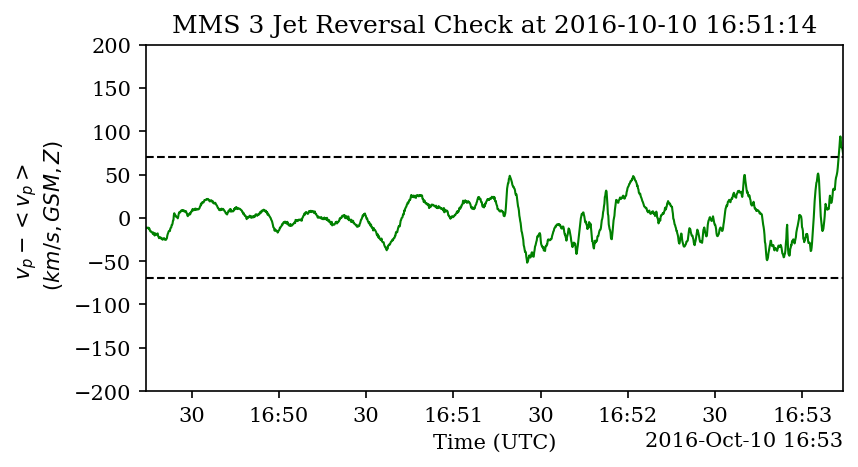 MMS 3 Jet Reversal Check at 2016-10-10 16:51:14
200
150
100
50
0
−50
−100
−150
−200
v_p − < v_p >
(km/s, GSM, Z)
30 16:50 30 16:51 30 16:52 30 16:53
Time (UTC)
2016-Oct-10 16:53